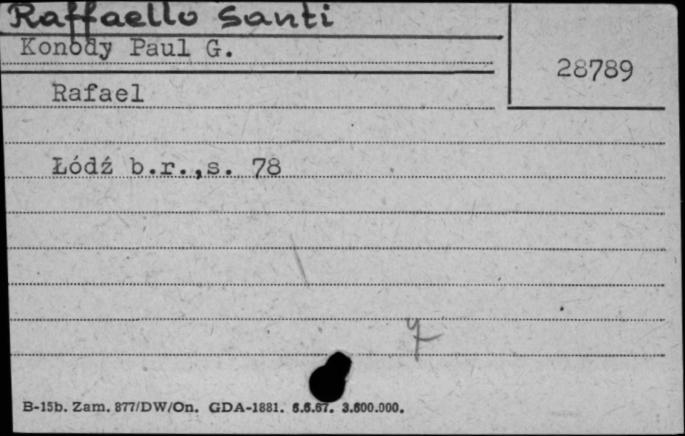 Raffaello Santi
Konody Paul G.
28789
Rafael
Łódź b.r.,s. 78
B-15b. Zam. 877/DW/On. GDA-1881. 6.6.67. 3.600.000.